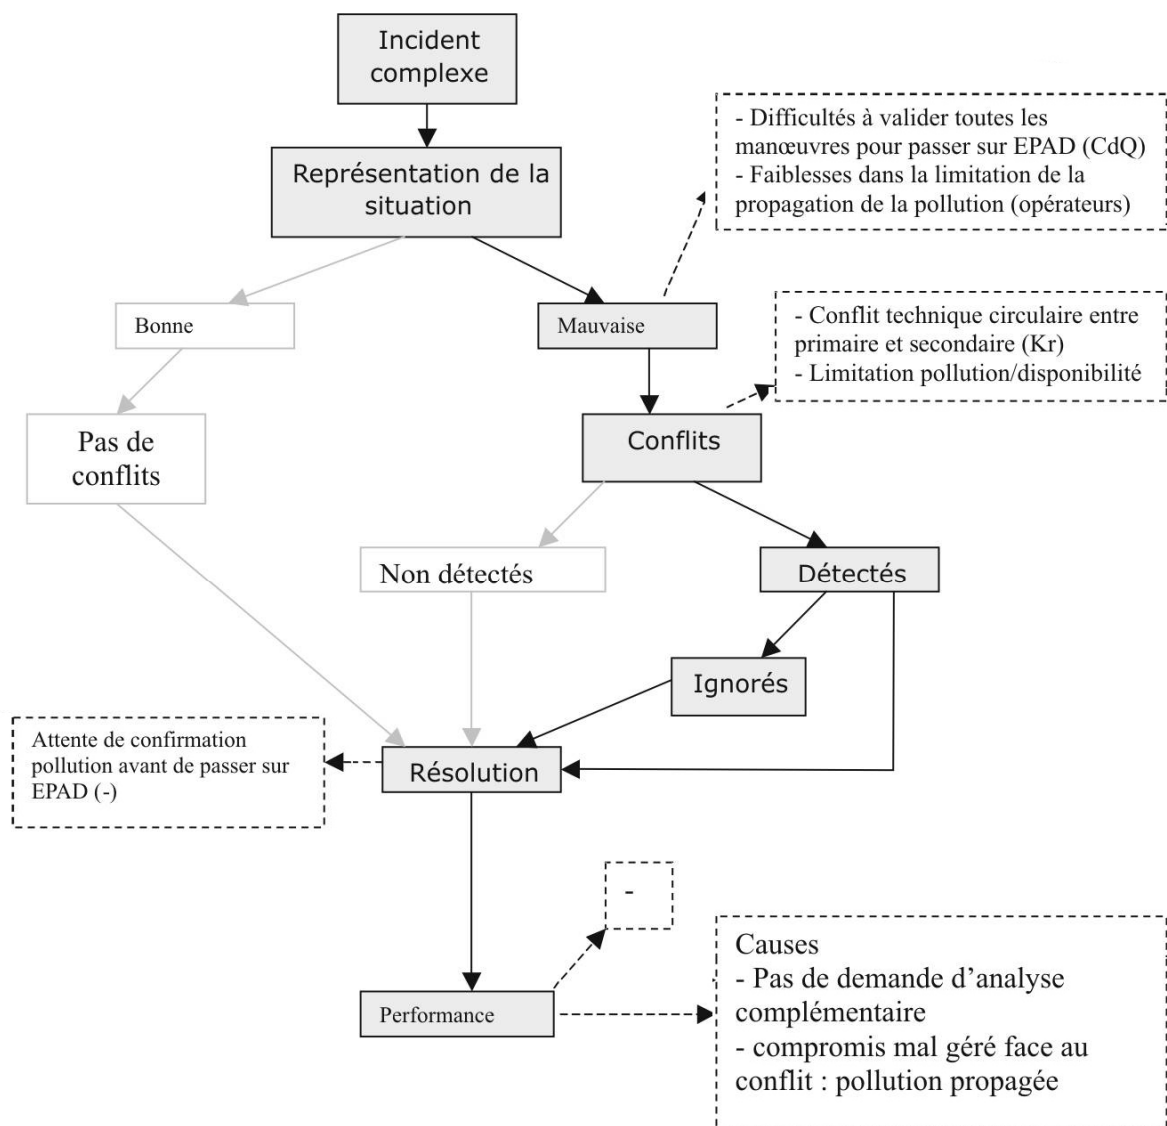 Incident
complexe
- Difficultés à valider toutes les
manœuvres pour passer sur EPAD (CdQ)
- Faiblesses dans la limitation de la
propagation de la pollution (opérateurs)
Représentation de la
situation
Bonne
Mauvaise
- Conflit technique circulaire entre
primaire et secondaire (Kr)
- Limitation pollution/disponibilité
Pas de
conflits
Conflits
Non détectés
Détectés
Ignorés
Attente de confirmation
pollution avant de passer sur
EPAD (-)
Résolution
-
Performance
Causes
- Pas de demande d’analyse
complémentaire
- compromis mal géré face au
conflit : pollution propagée